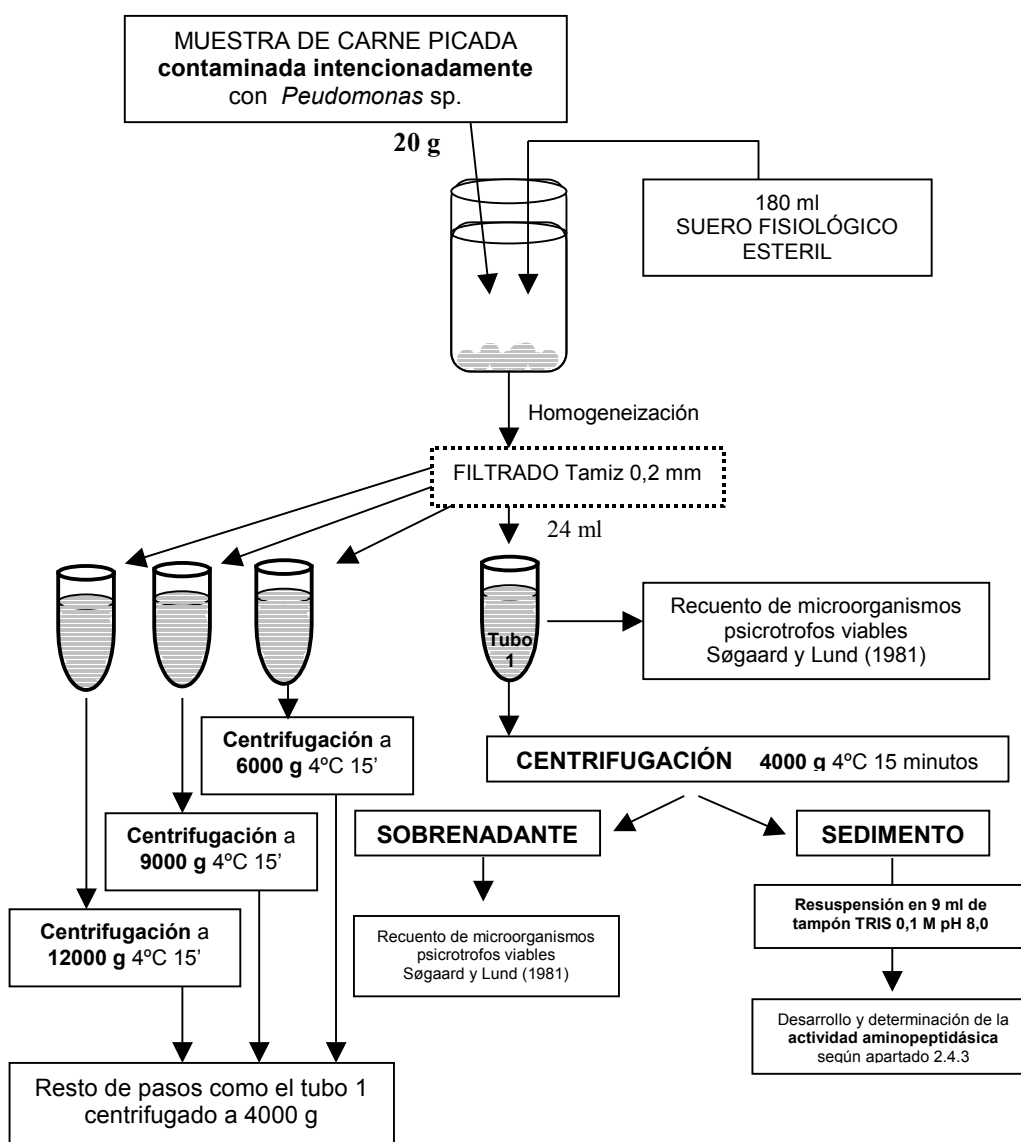 MUESTRA DE CARNE PICADA
contaminada intencionadamente
con Peudomonas sp.
20 g
180 ml
SUERO FISIOLÓGICO
ESTERIL
Homogeneización
FILTRADO Tamiz 0,2 mm
24 ml
Tubo
1
Recuento de microorganismos
psicrotrofos viables
Søgaard y Lund (1981)
Centrifugación a
6000 g 4ºC 15’
CENTRIFUGACIÓN 4000 g 4ºC 15 minutos
Centrifugación a
9000 g 4ºC 15’
SOBRENADANTE
SEDIMENTO
Centrifugación a
12000 g 4ºC 15’
Recuento de microorganismos
psicrotrofos viables
Søgaard y Lund (1981)
Resuspensión en 9 ml de
tampón TRIS 0,1 M pH 8,0
Desarrollo y determinación de la
actividad aminopeptidásica
según apartado 2.4.3
Resto de pasos como el tubo 1
centrifugado a 4000 g